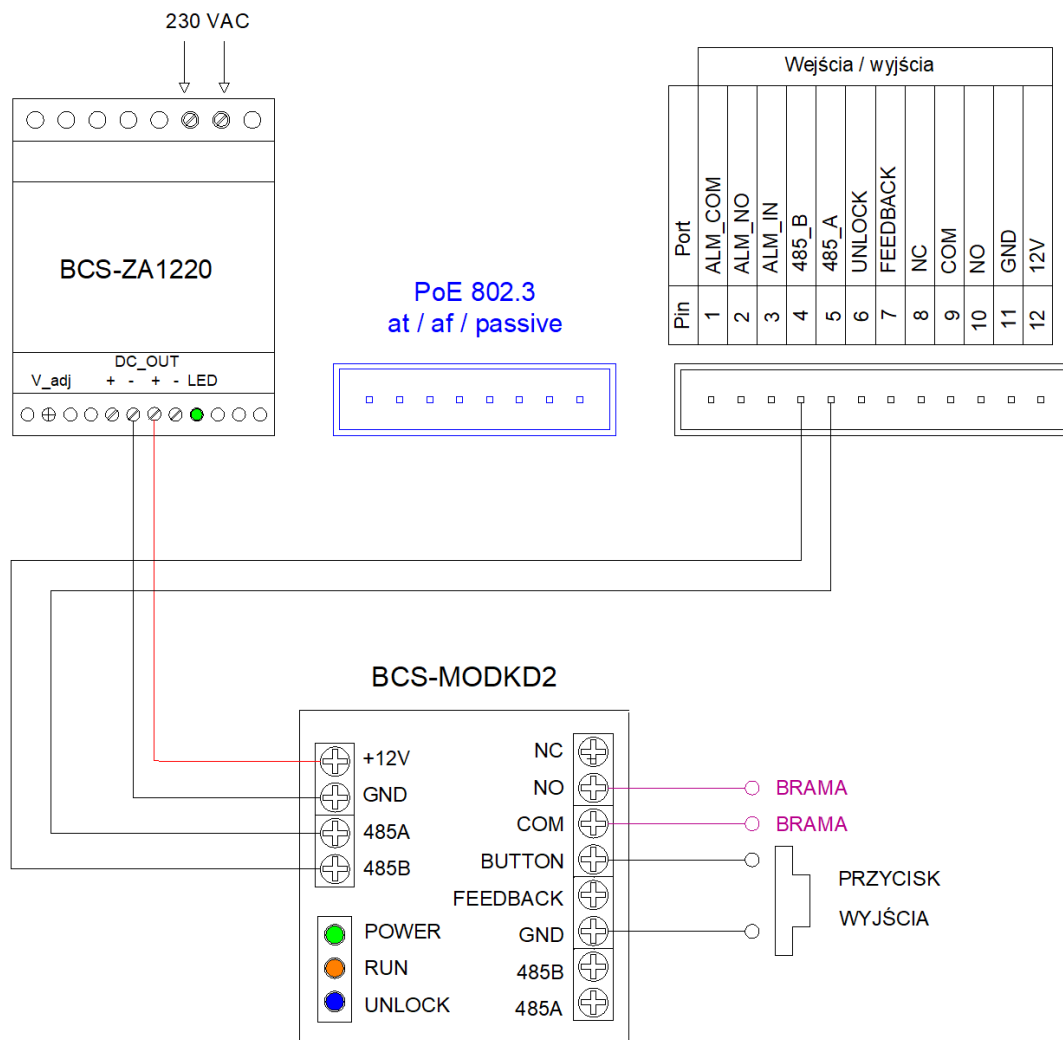 230 VAC
BCS-ZA1220
DC_OUT
V_adj + - + - LED
PoE 802.3
at / af / passive
Wejścia / wyjścia
Port ALM_COM ALM_NO ALM_IN 485_B 485_A UNLOCK FEEDBACK NC COM NO GND 12V
Pin 1 2 3 4 5 6 7 8 9 10 11 12
BCS-MODKD2
+12V
GND
485A
485B
POWER
RUN
UNLOCK
NC
NO
COM
BUTTON
FEEDBACK
GND
485B
485A
BRAMA
BRAMA
PRZYCISK
WYJŚCIA